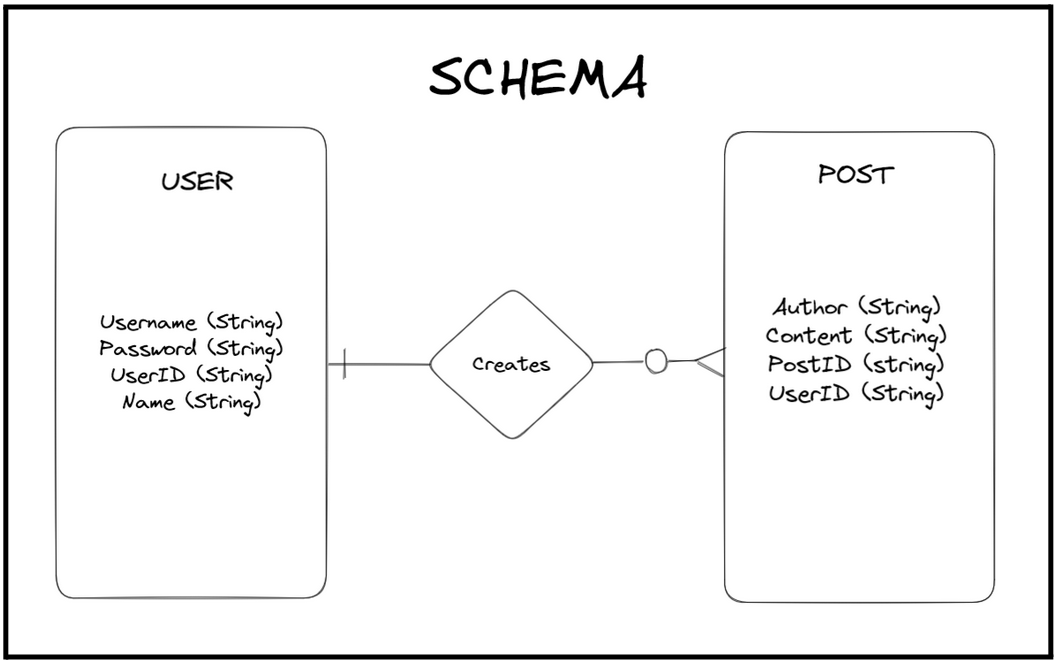 SCHEMA
USER
Username (String)
Password (String)
UserID (String)
Name (String)
Creates
POST
Author (String)
Content (String)
PostID (String)
UserID (String)